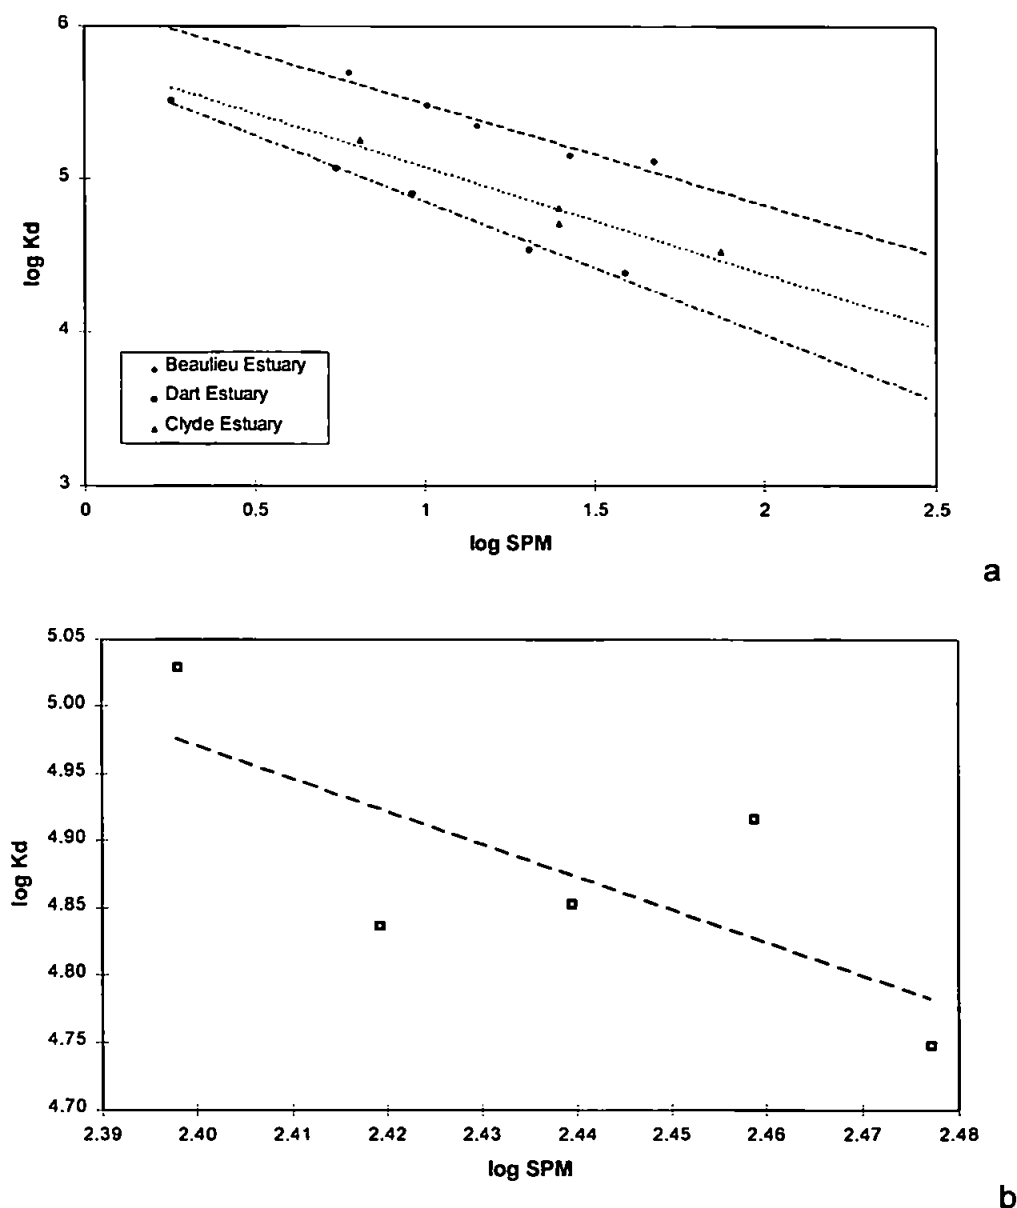 6
5
4
3
log Kd
Beaulieu Estuary
Dart Estuary
Clyde Estuary
0 0.5 1 1.5 2 2.5
log SPM
a
5.05
5.00
4.95
4.90
4.85
4.80
4.75
4.70
log Kd
2.39 2.40 2.41 2.42 2.43 2.44 2.45 2.46 2.47 2.48
log SPM
b